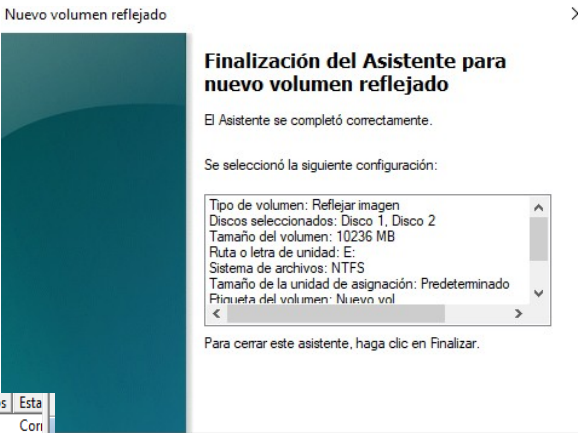 Nuevo volumen reflejado
Finalización del Asistente para
nuevo volumen reflejado
El Asistente se completó correctamente.
Se seleccionó la siguiente configuración:
Tipo de volumen: Reflejar imagen
Discos seleccionados: Disco 1, Disco 2
Tamaño del volumen: 10236 MB
Ruta o letra de unidad: E:
Sistema de archivos: NTFS
Tamaño de la unidad de asignación: Predeterminado
Etiqueta del volumen: Nuevo vol
Para cerrar este asistente, haga clic en Finalizar.
s Esta
Cori